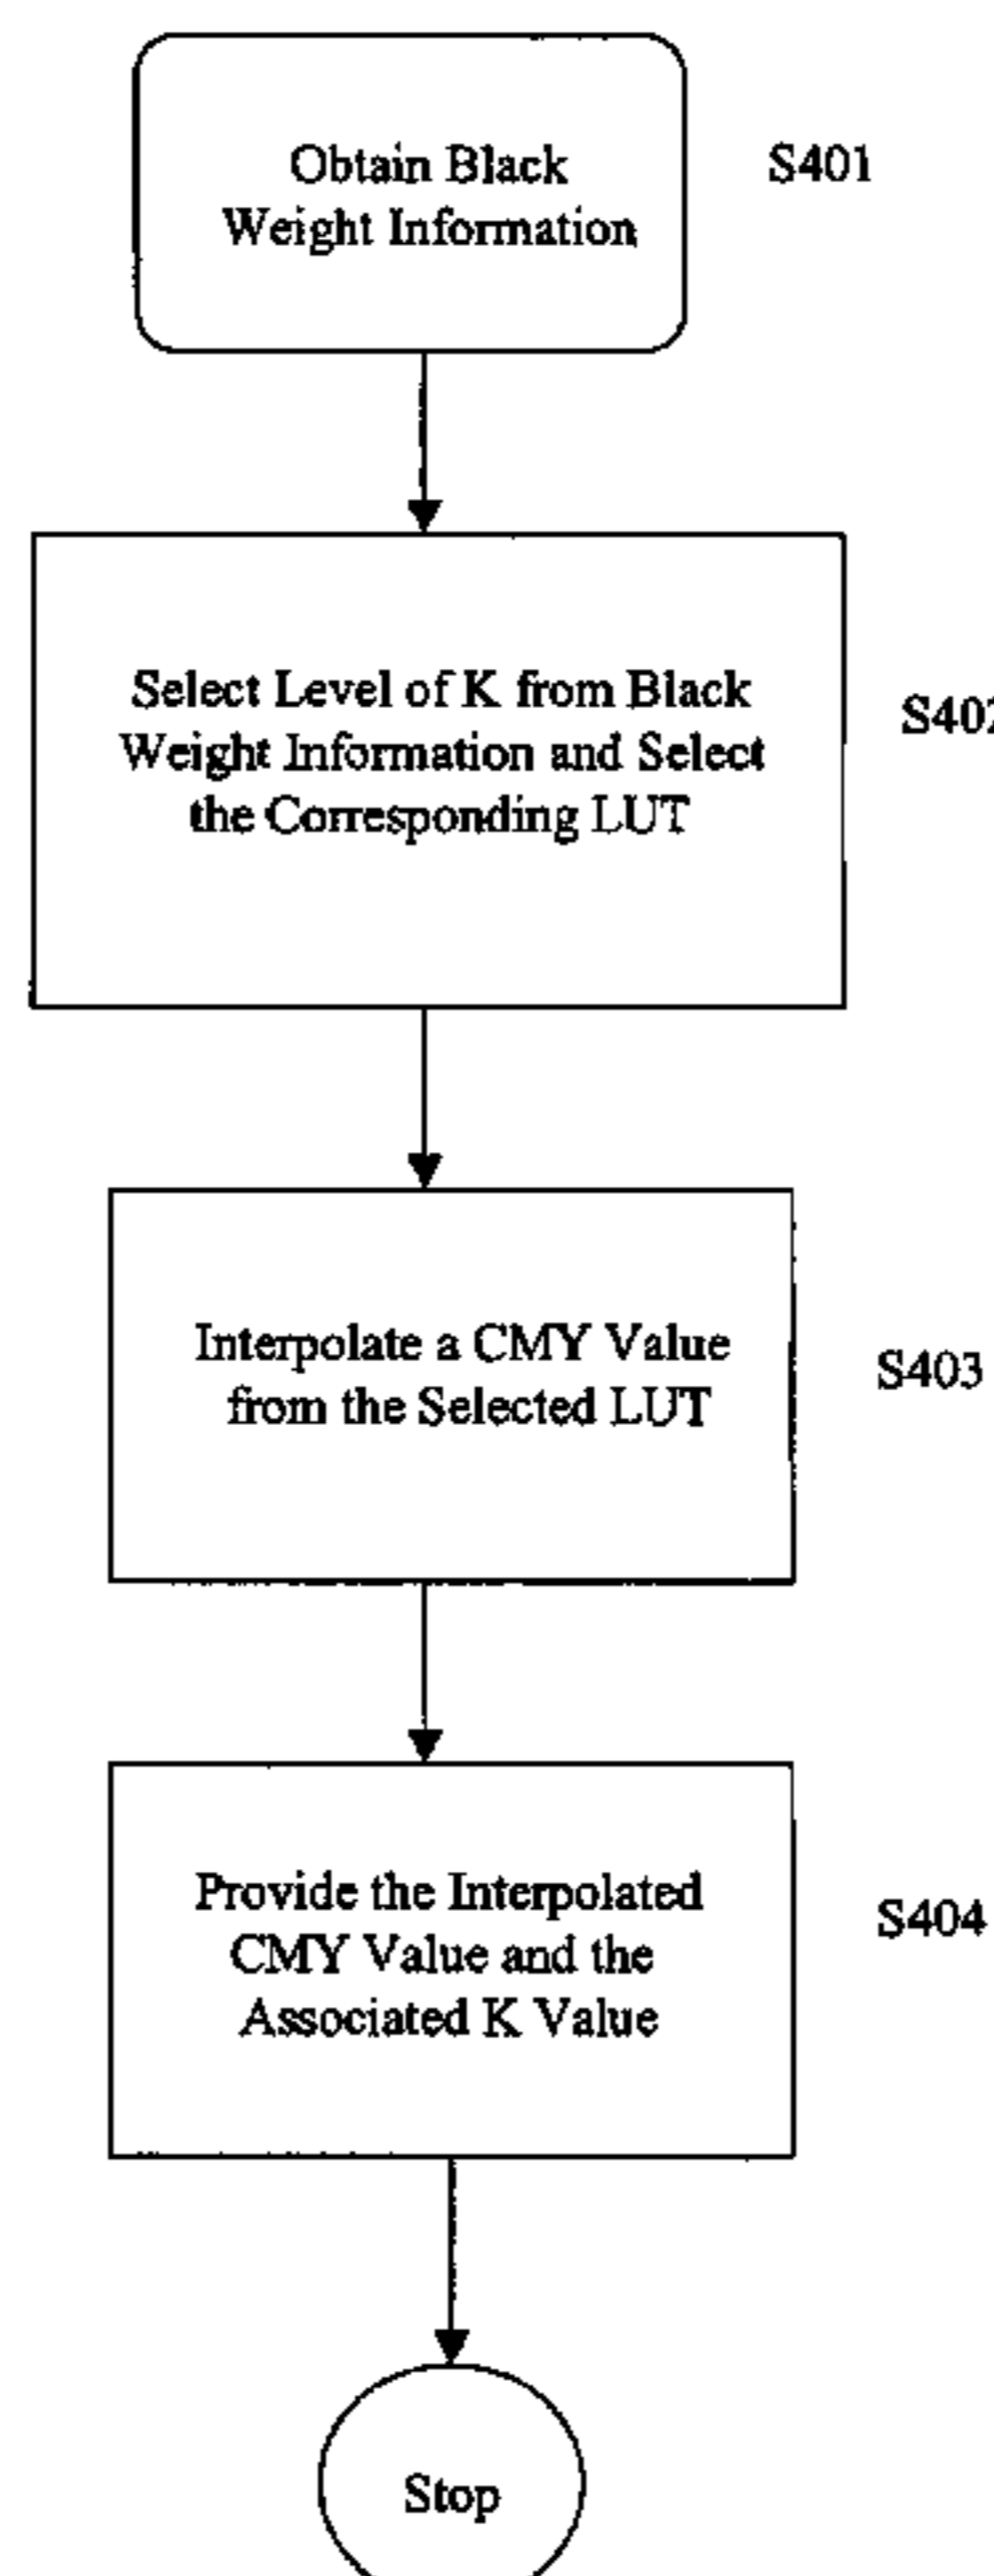 Obtain Black
Weight Information
S401
Select Level of K from Black
Weight Information and Select
the Corresponding LUT
S402
Interpolate a CMY Value
from the Selected LUT
S403
Provide the Interpolated
CMY Value and the
Associated K Value
S404
Stop